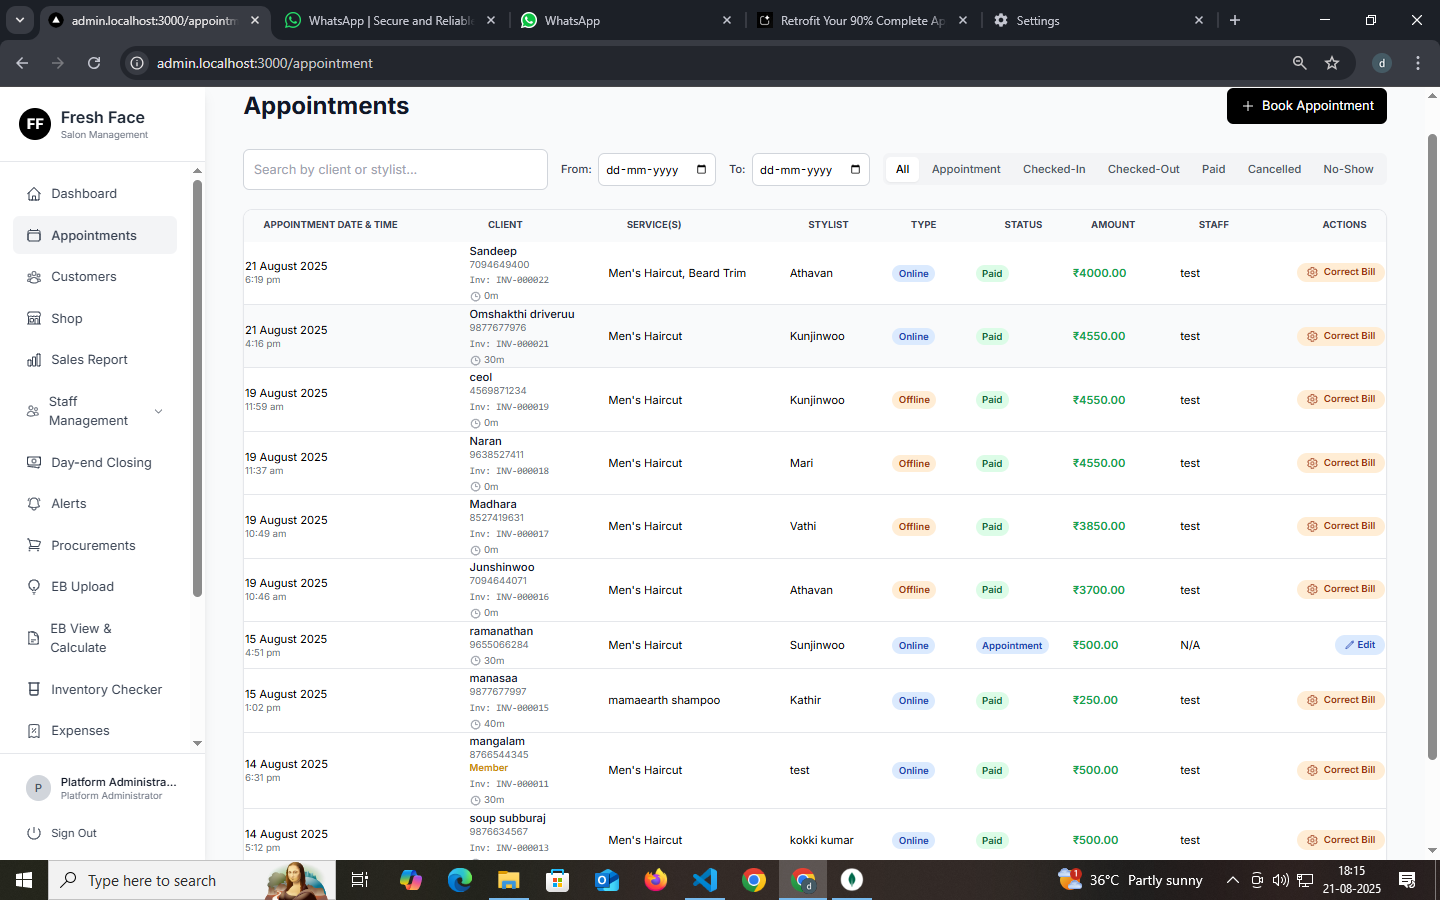 admin.localhost:3000/appointm
WhatsApp | Secure and Reliable
WhatsApp
Retrofit Your 90% Complete Ap
Settings
admin.localhost:3000/appointment
d
FF
Fresh Face
Salon Management
Dashboard
Appointments
Customers
Shop
Sales Report
Staff
Management
Day-end Closing
Alerts
Procurements
EB Upload
EB View &
Calculate
Inventory Checker
Expenses
P
Platform Administra...
Platform Administrator
Sign Out
Appointments
+ Book Appointment
Search by client or stylist...
From: dd-mm-yyyy To: dd-mm-yyyy
All Appointment Checked-In Checked-Out Paid Cancelled No-Show
APPOINTMENT DATE & TIME CLIENT SERVICE(S) STYLIST TYPE STATUS AMOUNT STAFF ACTIONS
21 August 2025
6:19 pm
Sandeep
7094649400
Inv: INV-000022
0m
Men's Haircut, Beard Trim Athavan Online Paid ₹4000.00 test Correct Bill
21 August 2025
4:16 pm
Omshakthi driveruu
9877677976
Inv: INV-000021
30m
Men's Haircut Kunjinwoo Online Paid ₹4550.00 test Correct Bill
19 August 2025
11:59 am
ceol
4569871234
Inv: INV-000019
0m
Men's Haircut Kunjinwoo Offline Paid ₹4550.00 test Correct Bill
19 August 2025
11:37 am
Naran
9638527411
Inv: INV-000018
0m
Men's Haircut Mari Offline Paid ₹4550.00 test Correct Bill
19 August 2025
10:49 am
Madhara
8527419631
Inv: INV-000017
0m
Men's Haircut Vathi Offline Paid ₹3850.00 test Correct Bill
19 August 2025
10:46 am
Junshinwoo
7094644071
Inv: INV-000016
0m
Men's Haircut Athavan Offline Paid ₹3700.00 test Correct Bill
15 August 2025
4:51 pm
ramanathan
9655066284
30m
Men's Haircut Sunjinwoo Online Appointment ₹500.00 N/A Edit
15 August 2025
1:02 pm
manasaa
9877677997
Inv: INV-000015
40m
mamaearth shampoo Kathir Online Paid ₹250.00 test Correct Bill
14 August 2025
6:31 pm
mangalam
8766544345
Member
Inv: INV-000011
30m
Men's Haircut test Online Paid ₹500.00 test Correct Bill
14 August 2025
5:12 pm
soup subburaj
9876634567
Inv: INV-000013
Men's Haircut kokki kumar Online Paid ₹500.00 test Correct Bill
Type here to search
d
1
36°C Partly sunny
18:15
21-08-2025